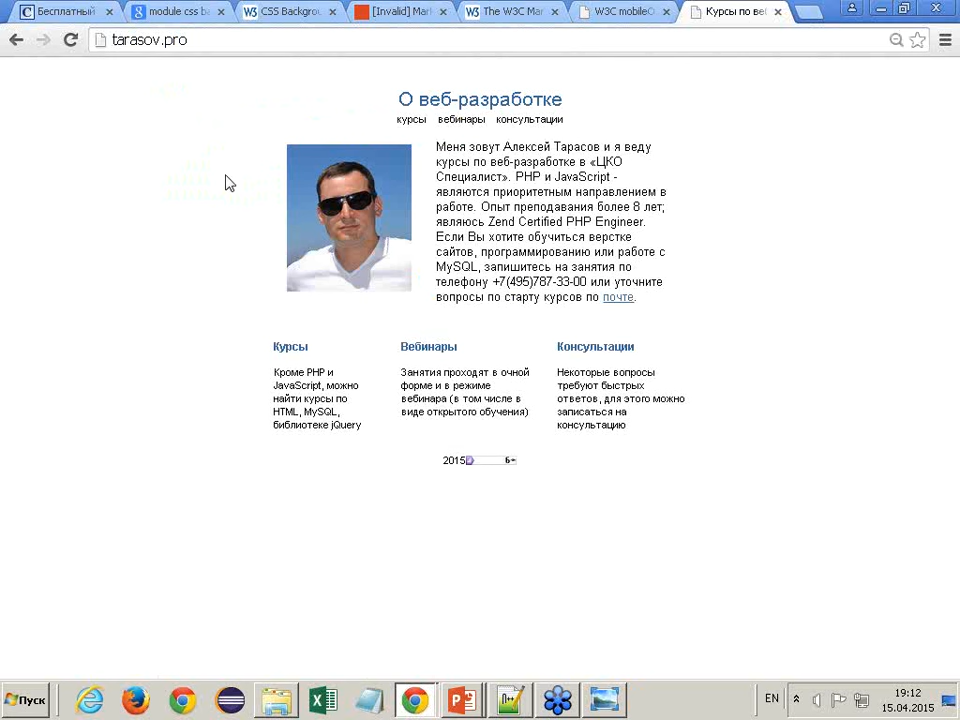 Бесплатный
module css ba
CSS Backgrou
[Invalid] Mark
The W3C Mar
W3C mobileO
Курсы по веб
tarasov.pro
О веб-разработке
курсы вебинары консультации
Меня зовут Алексей Тарасов и я веду
курсы по веб-разработке в «ЦКО
Специалист». PHP и JavaScript -
являются приоритетным направлением в
работе. Опыт преподавания более 8 лет;
являюсь Zend Certified PHP Engineer.
Если Вы хотите обучиться верстке
сайтов, программированию или работе с
MySQL, запишитесь на занятия по
телефону +7(495)787-33-00 или уточните
вопросы по старту курсов по почте.
Курсы
Кроме PHP и
JavaScript, можно
найти курсы по
HTML, MySQL,
библиотеке jQuery
Вебинары
Занятия проходят в очной
форме и в режиме
вебинара (в том числе в
виде открытого обучения)
Консультации
Некоторые вопросы
требуют быстрых
ответов, для этого можно
записаться на
консультацию
2015 6+
Пуск
EN
19:12
15.04.2015